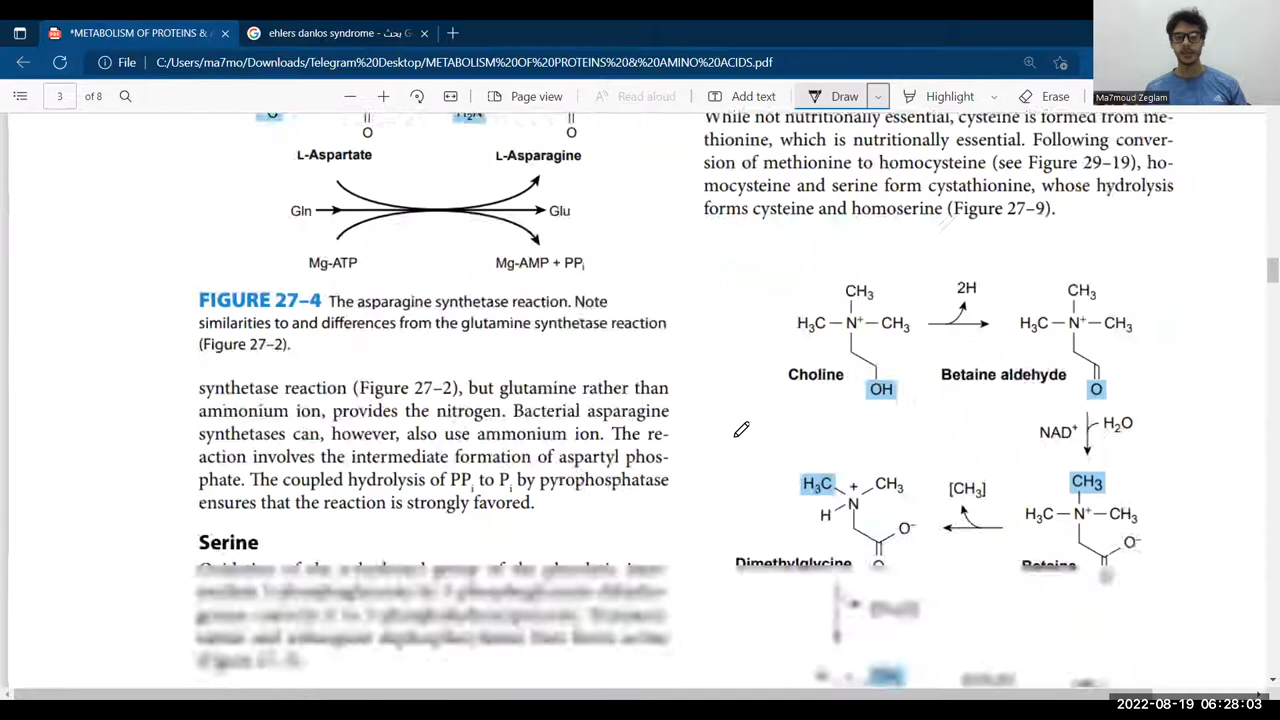 *METABOLISM OF PROTEINS & A
ehlers danlos syndrome - بحث G
File
C:/Users/ma7mo/Downloads/Telegram%20Desktop/METABOLISM%20OF%20PROTEINS%20&%20AMINO%20ACIDS.pdf
Ma7moud Zeglam
3 of 8
Page view
Read aloud
Add text
Draw
Highlight
Erase
O
O
L-Aspartate
L-Asparagine
Gln
Glu
Mg-ATP
Mg-AMP + PPi
FIGURE 27–4 The asparagine synthetase reaction. Note
similarities to and differences from the glutamine synthetase reaction
(Figure 27–2).
synthetase reaction (Figure 27–2), but glutamine rather than
ammonium ion, provides the nitrogen. Bacterial asparagine
synthetases can, however, also use ammonium ion. The re-
action involves the intermediate formation of aspartyl phos-
phate. The coupled hydrolysis of PPi to Pi by pyrophosphatase
ensures that the reaction is strongly favored.
Serine
While not nutritionally essential, cysteine is formed from me-
thionine, which is nutritionally essential. Following conver-
sion of methionine to homocysteine (see Figure 29–19), ho-
mocysteine and serine form cystathionine, whose hydrolysis
forms cysteine and homoserine (Figure 27–9).
CH3
2H
CH3
H3C N+ CH3
H3C N+ CH3
Choline
OH
Betaine aldehyde
O
NAD+
H2O
H3C + CH3
[CH3]
CH3
H N
H3C N+ CH3
O–
O–
Dimethylglycine
O
Betaine
O
2022-08-19 06:28:03